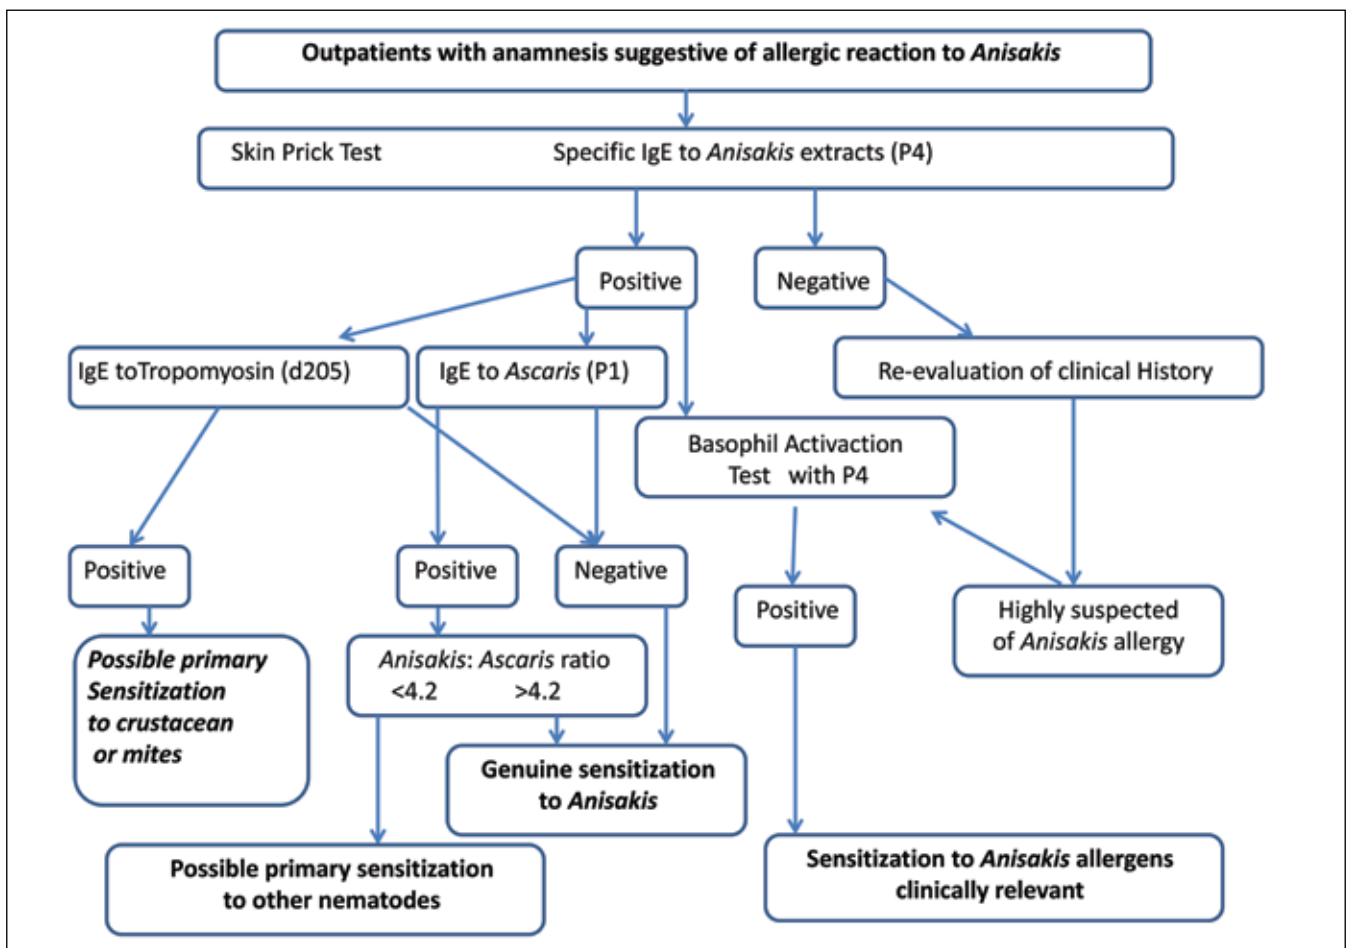 Outpatients with anamnesis suggestive of allergic reaction to Anisakis
Skin Prick Test Specific IgE to Anisakis extracts (P4)
Positive
Negative
IgE toTropomyosin (d205)
IgE to Ascaris (P1)
Re-evaluation of clinical History
Basophil Activaction
Test with P4
Positive
Positive
Negative
Positive
Highly suspected
of Anisakis allergy
Possible primary
Sensitization
to crustacean
or mites
Anisakis: Ascaris ratio
<4.2 >4.2
Genuine sensitization
to Anisakis
Possible primary sensitization
to other nematodes
Sensitization to Anisakis allergens
clinically relevant